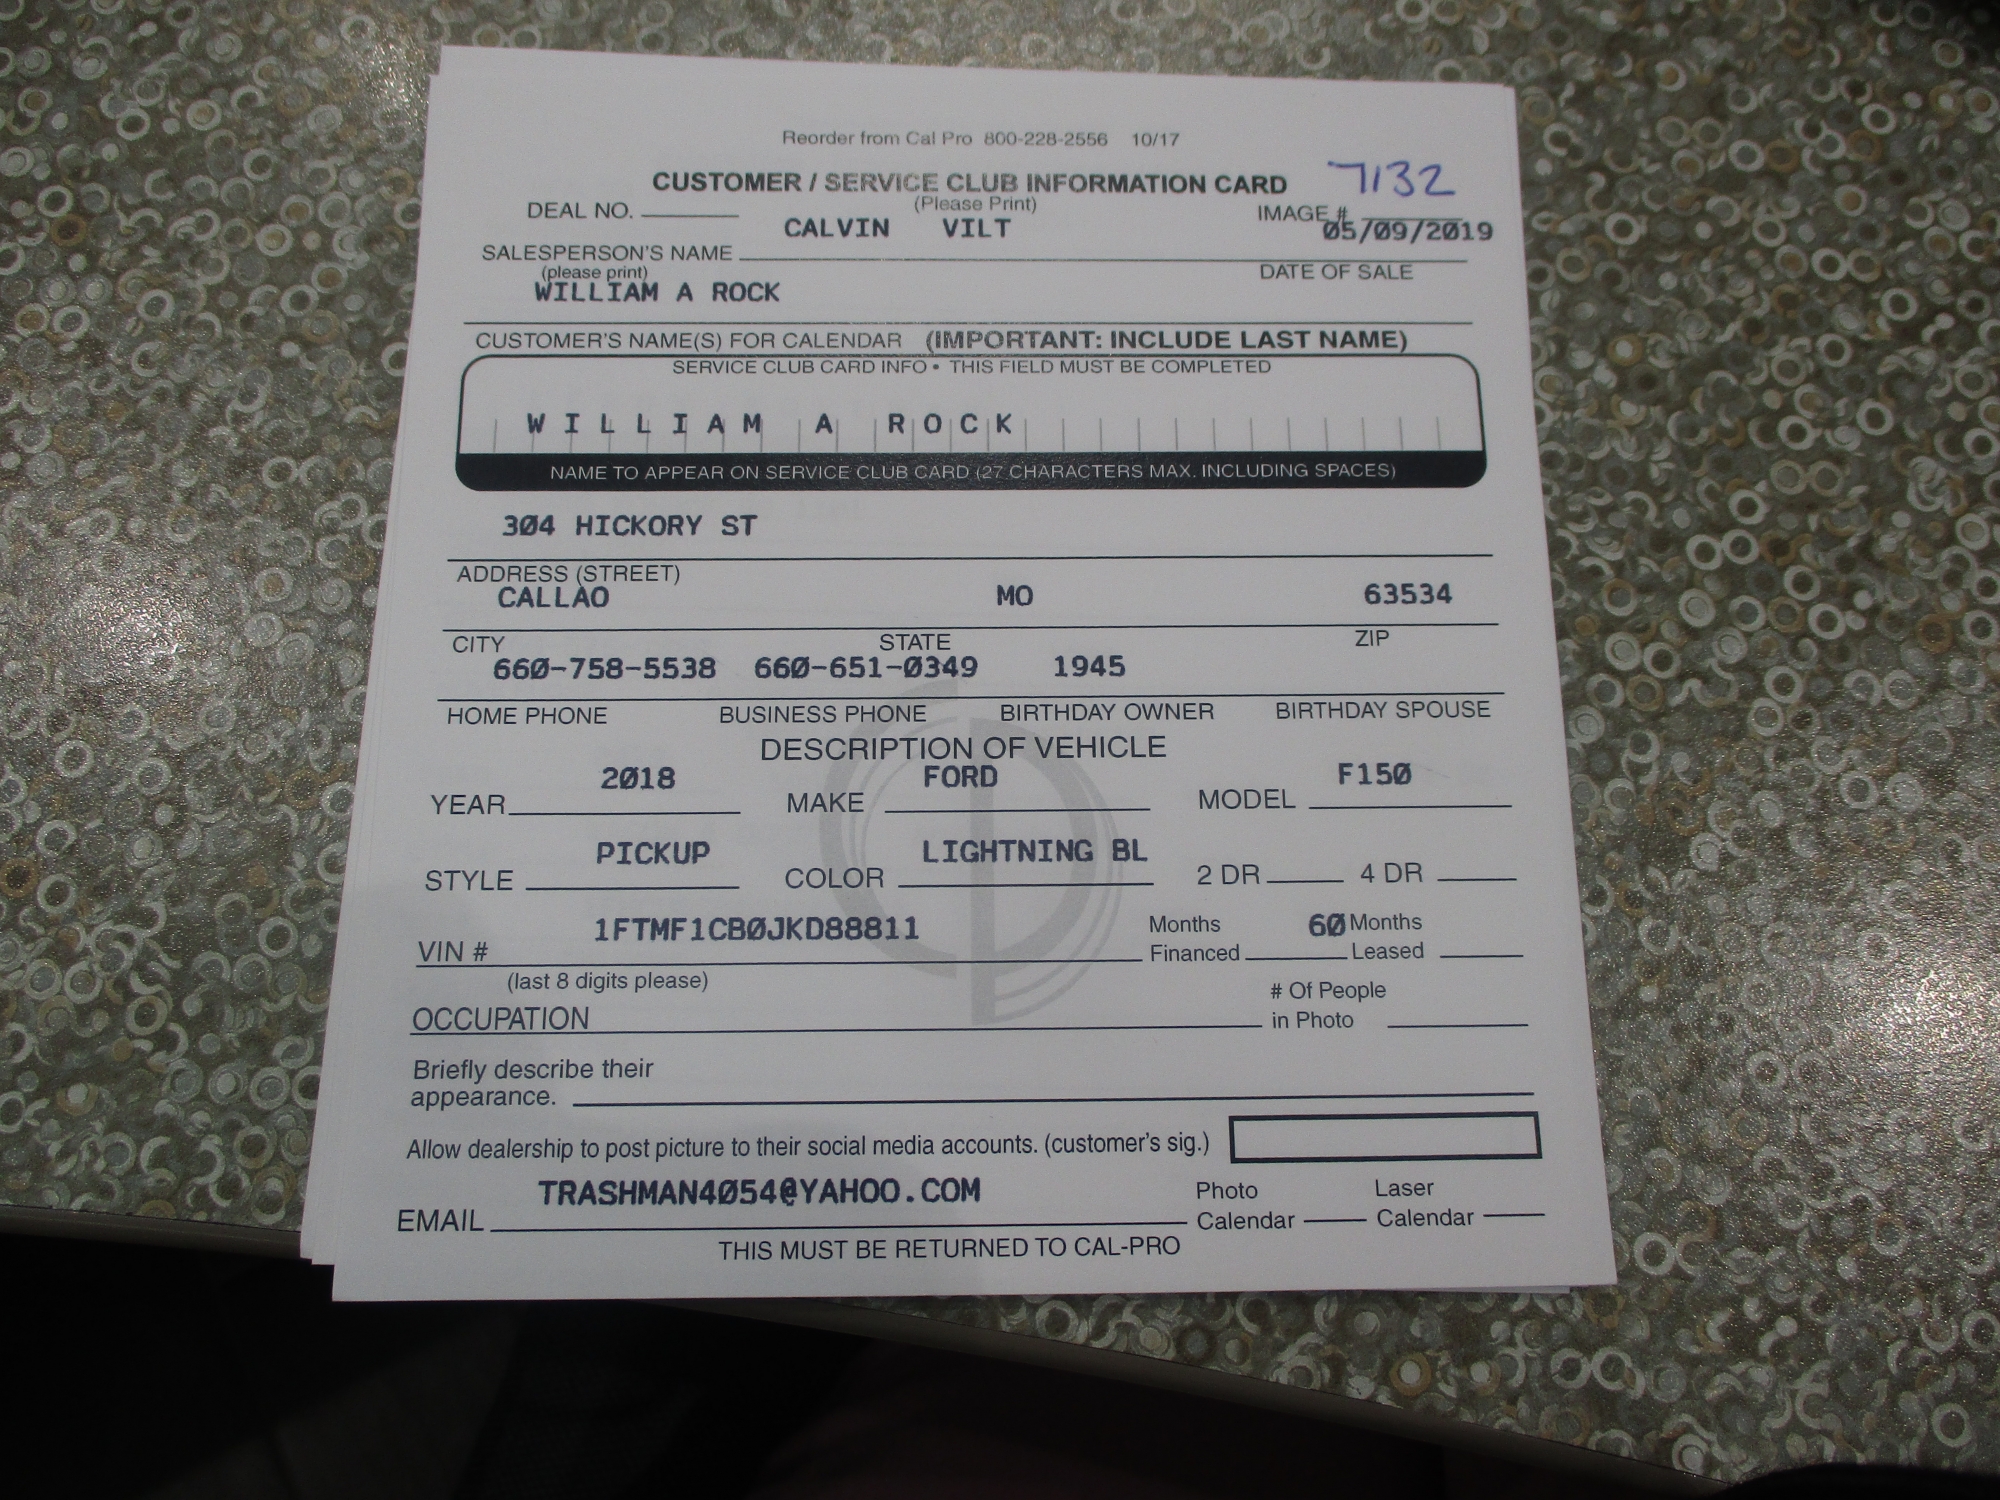 Reorder from Cal Pro 800-228-2556 10/17
CUSTOMER / SERVICE CLUB INFORMATION CARD 7132
(Please Print)
DEAL NO. IMAGE #
CALVIN VILT 05/09/2019
SALESPERSON'S NAME DATE OF SALE
(please print)
WILLIAM A ROCK
CUSTOMER'S NAME(S) FOR CALENDAR (IMPORTANT: INCLUDE LAST NAME)
SERVICE CLUB CARD INFO • THIS FIELD MUST BE COMPLETED
WILLIAM A ROCK
NAME TO APPEAR ON SERVICE CLUB CARD (27 CHARACTERS MAX. INCLUDING SPACES)
304 HICKORY ST
ADDRESS (STREET)
CALLAO MO 63534
CITY STATE ZIP
660-758-5538 660-651-0349 1945
HOME PHONE BUSINESS PHONE BIRTHDAY OWNER BIRTHDAY SPOUSE
DESCRIPTION OF VEHICLE
2018 FORD F150
YEAR MAKE MODEL
PICKUP LIGHTNING BL
STYLE COLOR 2 DR 4 DR
1FTMF1CB0JKD88811 Months 60 Months
VIN # Financed Leased
(last 8 digits please)
# Of People
OCCUPATION in Photo
Briefly describe their
appearance.
Allow dealership to post picture to their social media accounts. (customer's sig.)
TRASHMAN4054@YAHOO.COM Photo Laser
EMAIL Calendar Calendar
THIS MUST BE RETURNED TO CAL-PRO